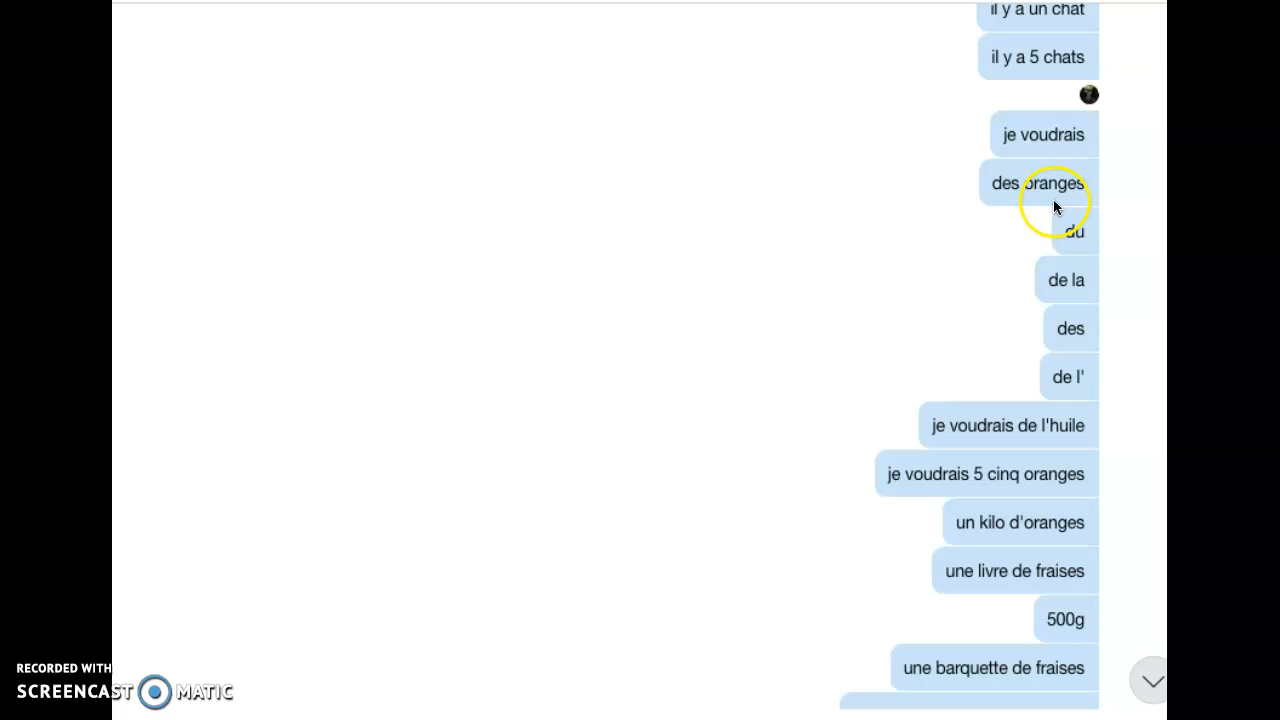 il y a un chat
il y a 5 chats
je voudrais
des oranges
du
de la
des
de l'
je voudrais de l'huile
je voudrais 5 cinq oranges
un kilo d'oranges
une livre de fraises
500g
une barquette de fraises
RECORDED WITH
SCREENCAST MATIC